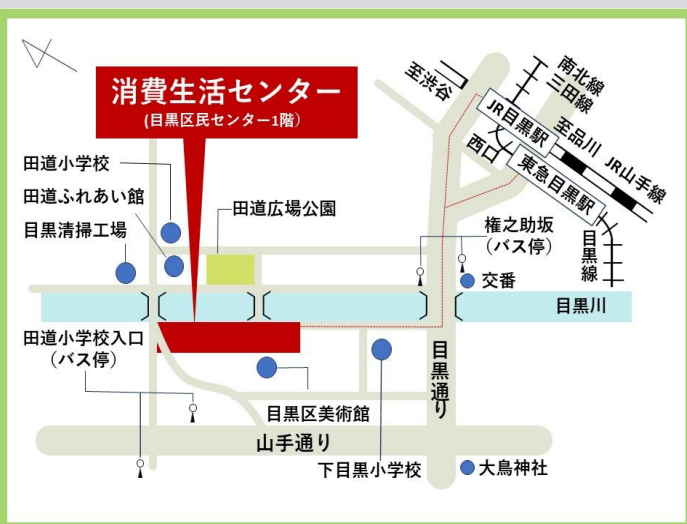 消費生活センター
(目黒区民センター1階)
至渋谷
南北線
三田線
JR目黒駅
至品川 JR山手線
西口
東急目黒駅
目黒線
田道小学校
田道ふれあい館
目黒清掃工場
田道広場公園
権之助坂
(バス停)
交番
目黒川
田道小学校入口
(バス停)
目黒通り
目黒区美術館
山手通り
下目黒小学校
大鳥神社